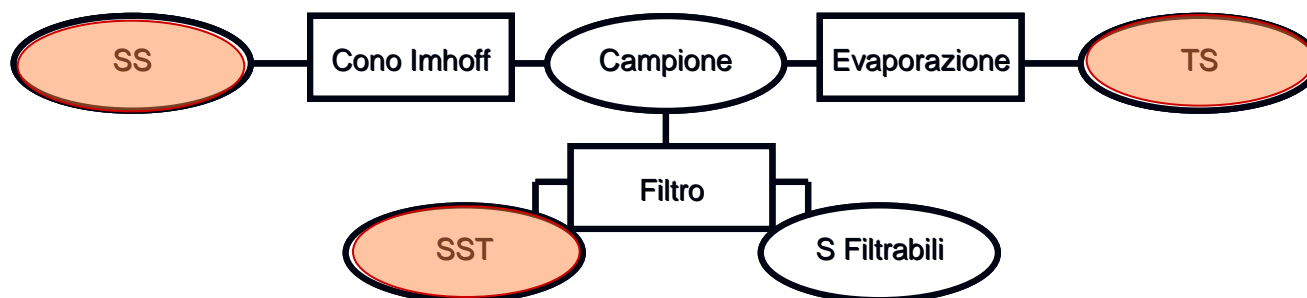 SS
Cono Imhoff
Campione
Evaporazione
TS
Filtro
SST
S Filtrabili